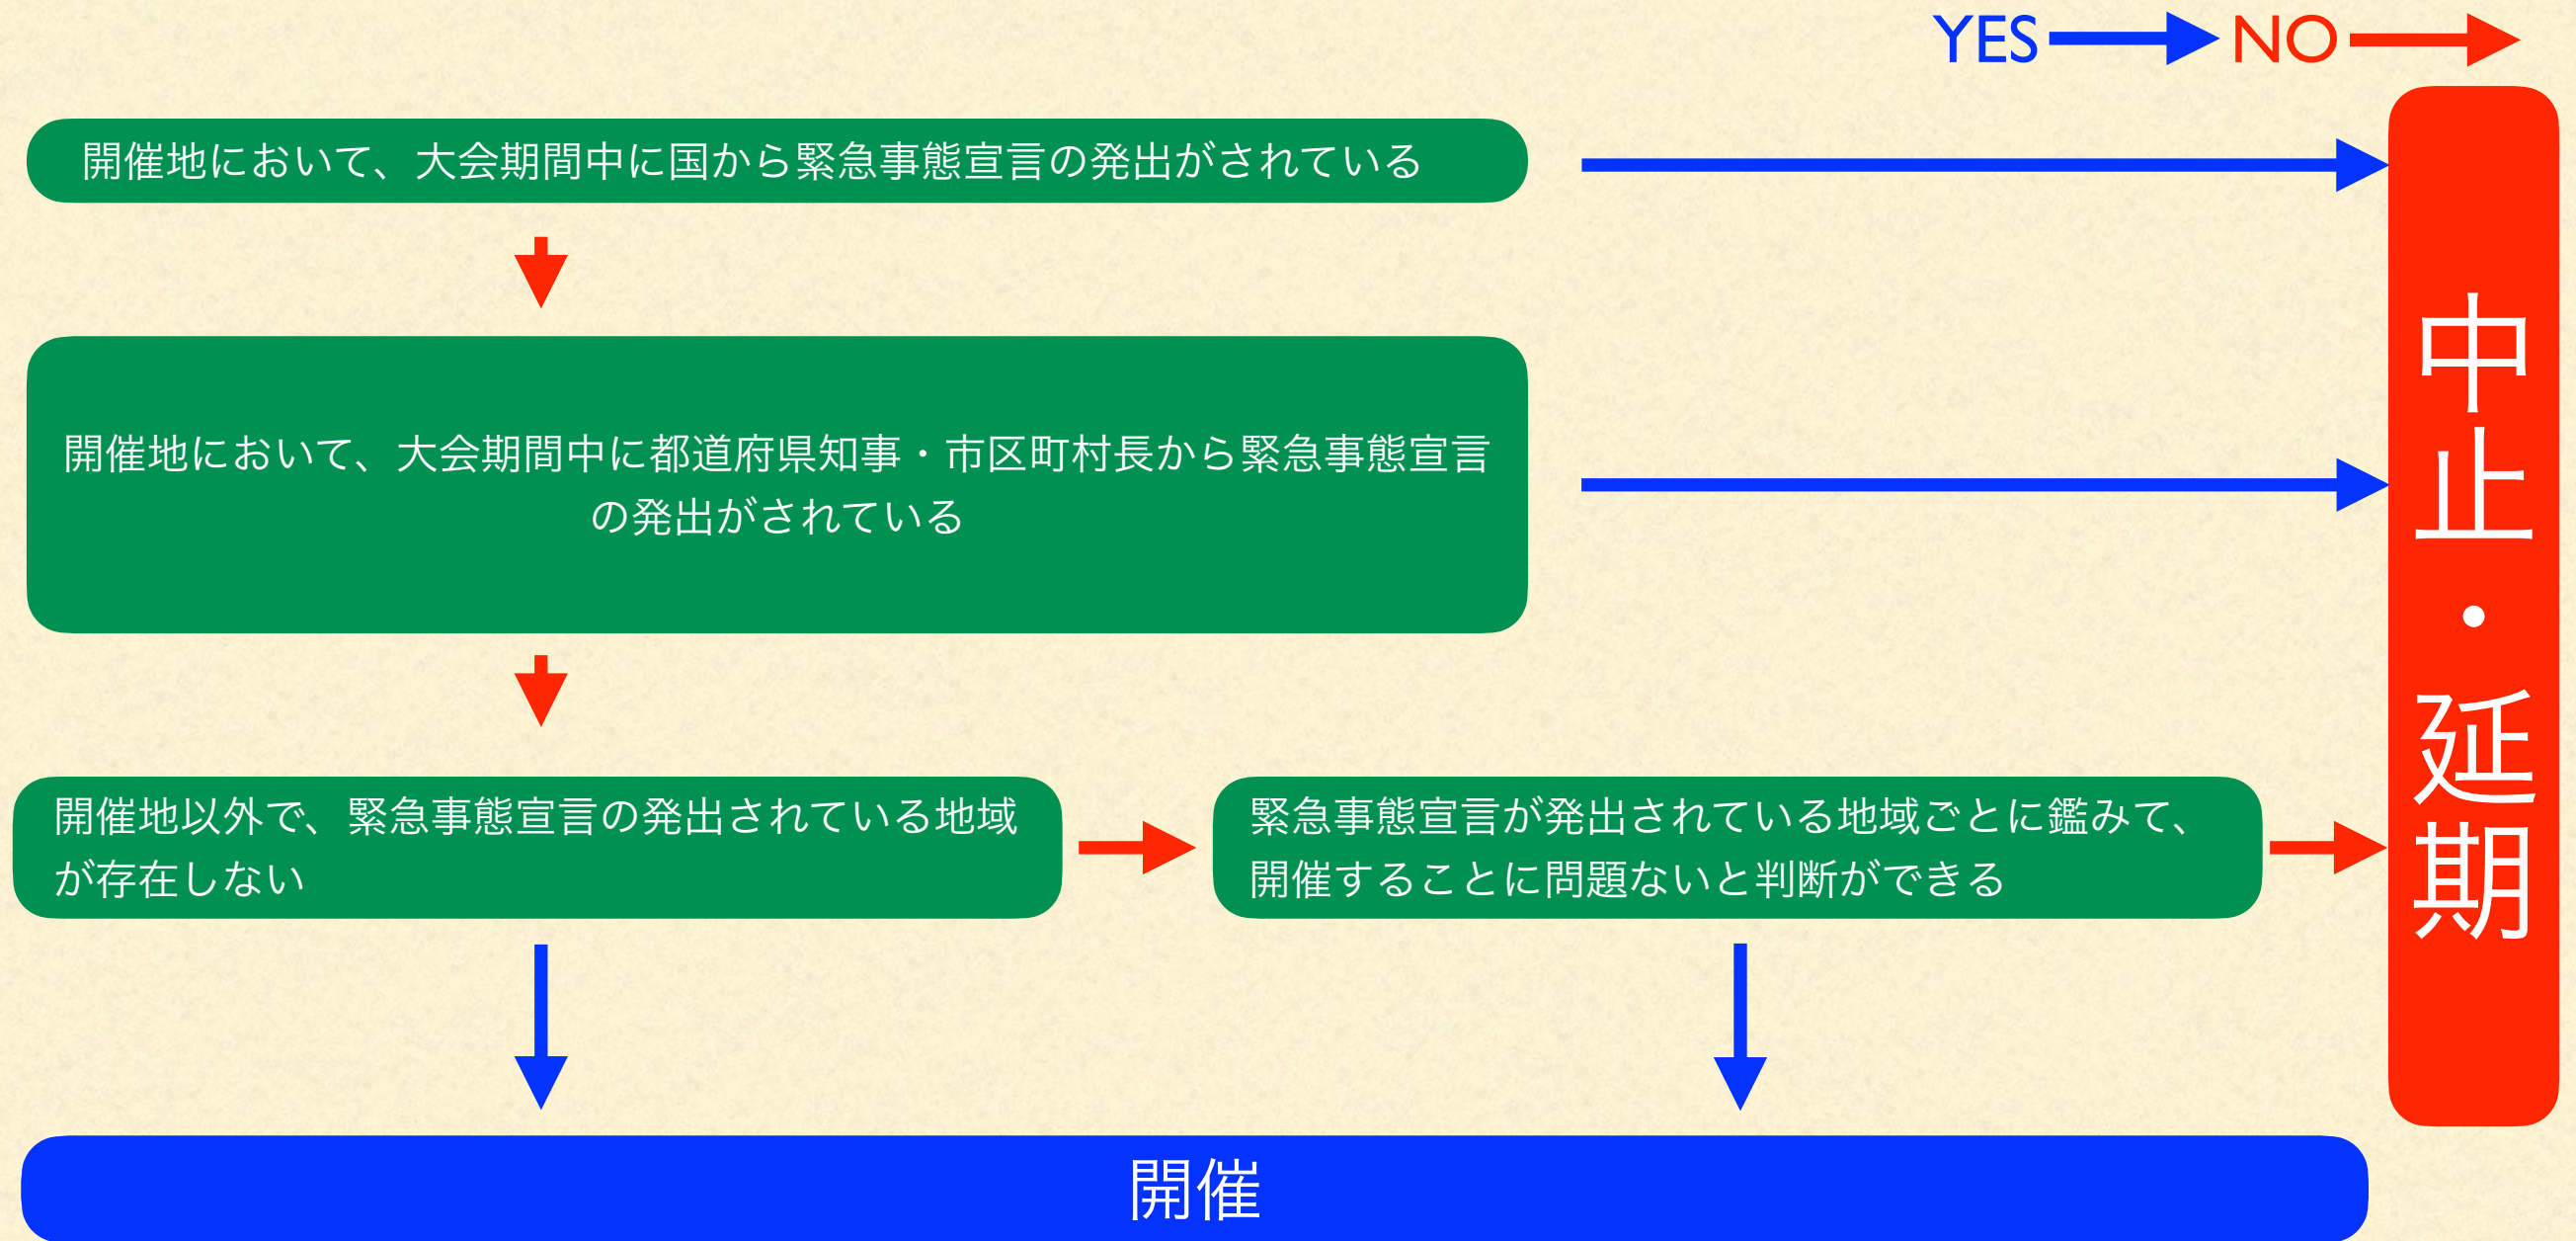 YES NO
開催地において、大会期間中に国から緊急事態宣言の発出がされている
開催地において、大会期間中に都道府県知事・市区町村長から緊急事態宣言
の発出がされている
開催地以外で、緊急事態宣言の発出されている地域
が存在しない
緊急事態宣言が発出されている地域ごとに鑑みて、
開催することに問題ないと判断ができる
中止・延期
開催